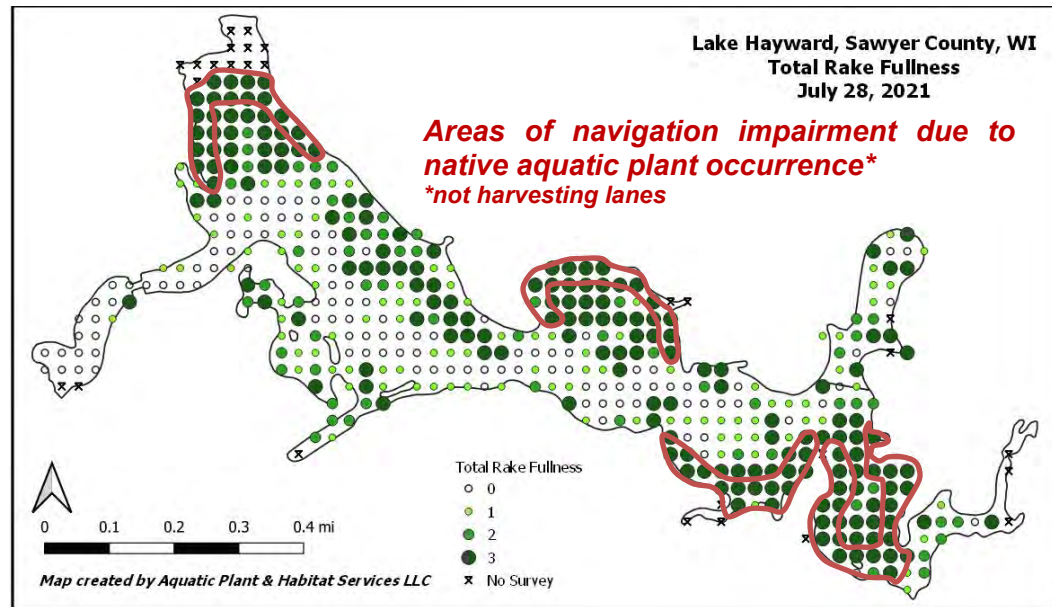 Lake Hayward, Sawyer County, WI
Total Rake Fullness
July 28, 2021
Areas of navigation impairment due to
native aquatic plant occurrence*
*not harvesting lanes
Total Rake Fullness
0
1
2
3
No Survey
0 0.1 0.2 0.3 0.4 mi
Map created by Aquatic Plant & Habitat Services LLC